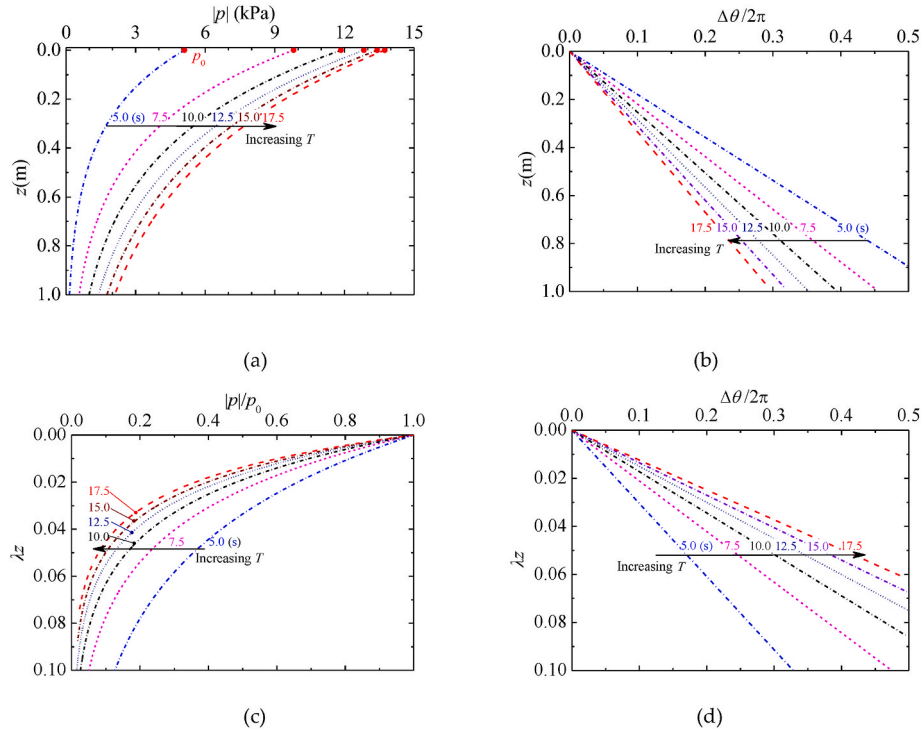 |p| (kPa)
0 3 6 9 12 15
0.0
0.2
0.4
0.6
0.8
1.0
z(m)
p0
5.0 (s) 7.5 10.0 12.5 15.0 17.5
Increasing T
(a)
Δθ/2π
0.0 0.1 0.2 0.3 0.4 0.5
0.0
0.2
0.4
0.6
0.8
1.0
z(m)
17.5 15.0 12.5 10.0 7.5 5.0 (s)
Increasing T
(b)
|p|/p0
0.0 0.2 0.4 0.6 0.8 1.0
0.00
0.02
0.04
0.06
0.08
0.10
λz
17.5
15.0
12.5
10.0
7.5 5.0 (s)
Increasing T
(c)
Δθ/2π
0.0 0.1 0.2 0.3 0.4 0.5
0.00
0.02
0.04
0.06
0.08
0.10
λz
5.0 (s) 7.5 10.0 12.5 15.0 17.5
Increasing T
(d)